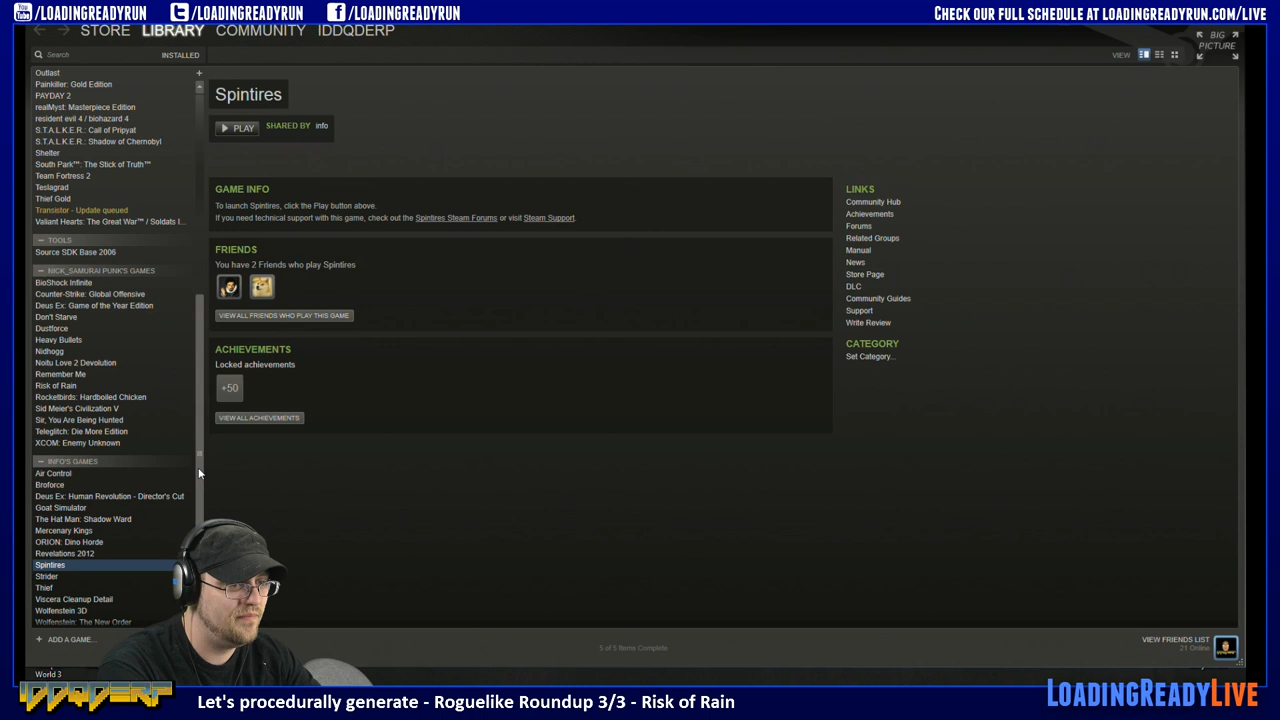 /LOADINGREADYRUN /LOADINGREADYRUN /LOADINGREADYRUN CHECK OUR FULL SCHEDULE AT LOADINGREADYRUN.COM/LIVE
STORE LIBRARY COMMUNITY IDDQDERP
BIG PICTURE
Search INSTALLED
VIEW
Outlast
Painkiller: Gold Edition
PAYDAY 2
realMyst: Masterpiece Edition
resident evil 4 / biohazard 4
S.T.A.L.K.E.R.: Call of Pripyat
S.T.A.L.K.E.R.: Shadow of Chernobyl
Shelter
South Park™: The Stick of Truth™
Team Fortress 2
Teslagrad
Thief Gold
Transistor - Update queued
Valiant Hearts: The Great War™ / Soldats I...
TOOLS
Source SDK Base 2006
NICK_SAMURAI PUNK'S GAMES
BioShock Infinite
Counter-Strike: Global Offensive
Deus Ex: Game of the Year Edition
Don't Starve
Dustforce
Heavy Bullets
Nidhogg
Noitu Love 2 Devolution
Remember Me
Risk of Rain
Rocketbirds: Hardboiled Chicken
Sid Meier's Civilization V
Sir, You Are Being Hunted
Teleglitch: Die More Edition
XCOM: Enemy Unknown
INFO'S GAMES
Air Control
Broforce
Deus Ex: Human Revolution - Director's Cut
Goat Simulator
The Hat Man: Shadow Ward
Mercenary Kings
ORION: Dino Horde
Revelations 2012
Spintires
Strider
Thief
Viscera Cleanup Detail
Wolfenstein 3D
Wolfenstein: The New Order
+ ADD A GAME...
World 3
Spintires
PLAY SHARED BY info
GAME INFO
To launch Spintires, click the Play button above.
If you need technical support with this game, check out the Spintires Steam Forums or visit Steam Support.
FRIENDS
You have 2 Friends who play Spintires
VIEW ALL FRIENDS WHO PLAY THIS GAME
ACHIEVEMENTS
Locked achievements
+50
VIEW ALL ACHIEVEMENTS
LINKS
Community Hub
Achievements
Forums
Related Groups
Manual
News
Store Page
DLC
Community Guides
Support
Write Review
CATEGORY
Set Category...
5 of 5 Items Complete
VIEW FRIENDS LIST
21 Online
IDDQDERP
Let's procedurally generate - Roguelike Roundup 3/3 - Risk of Rain
LOADINGREADYLIVE